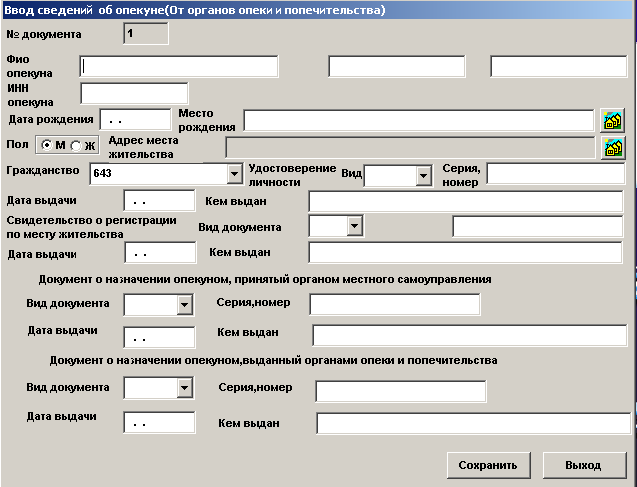 Ввод сведений об опекуне(От органов опеки и попечительства)
№ документа 1
Фио
опекуна
ИНН
опекуна
Дата рождения . . Место
рождения
Пол М Ж Адрес места
жительства
Гражданство 643 Удостоверение
личности Вид Серия,
номер
Дата выдачи . . Кем выдан
Свидетельство о регистрации
по месту жительства Вид документа
Дата выдачи . . Кем выдан
Документ о назначении опекуном, принятый органом местного самоуправления
Вид документа Серия,номер
Дата выдачи . . Кем выдан
Документ о назначении опекуном,выданный органами опеки и попечительства
Вид документа Серия,номер
Дата выдачи . . Кем выдан
Сохранить Выход